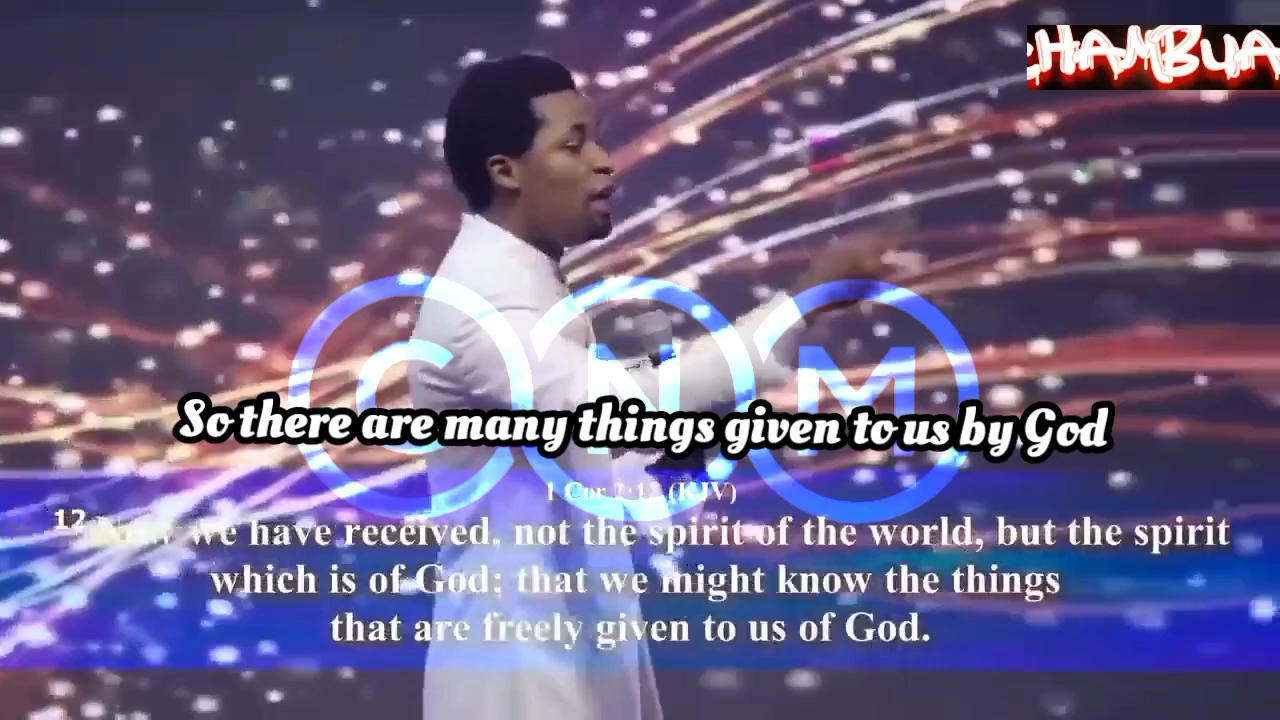 CHAMBUA
C N M
So there are many things given to us by God
1 Cor 2:12 (KJV)
12 Now we have received, not the spirit of the world, but the spirit
which is of God; that we might know the things
that are freely given to us of God.